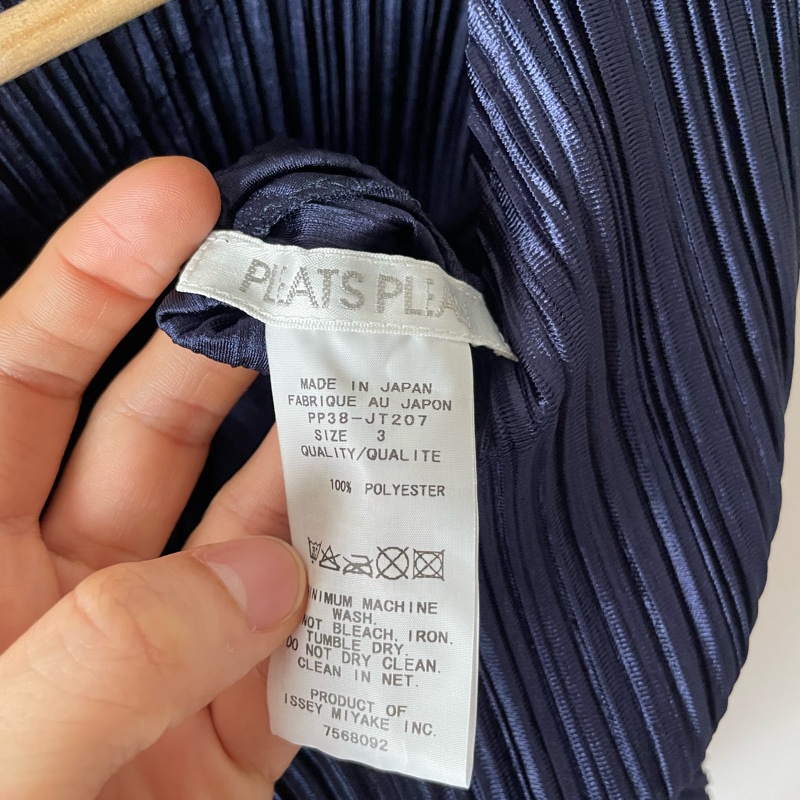 PLEATS PLEA
MADE IN JAPAN
FABRIQUE AU JAPON
PP38-JT207
SIZE 3
QUALITY/QUALITE
100% POLYESTER
INIMUM MACHINE
WASH.
NOT BLEACH, IRON.
TUMBLE DRY.
DO NOT DRY CLEAN.
CLEAN IN NET.
PRODUCT OF
ISSEY MIYAKE INC.
7568092